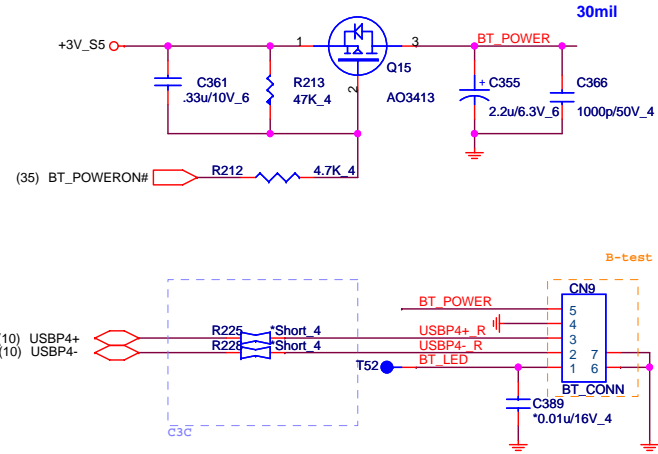 30mil
+3V_S5
1
3
BT_POWER
C361
.33u/10V_6
R213
47K_4
2
Q15
AO3413
+
C355
2.2u/6.3V_6
C366
1000p/50V_4
(35) BT_POWERON#
R212
4.7K_4
B-test
CN9
BT_POWER
5
4
(10) USBP4+
R225
*Short_4
USBP4+_R
3
(10) USBP4-
R228
*Short_4
USBP4-_R
2
7
T52
BT_LED
1
6
BT_CONN
C389
*0.01u/16V_4
C3C